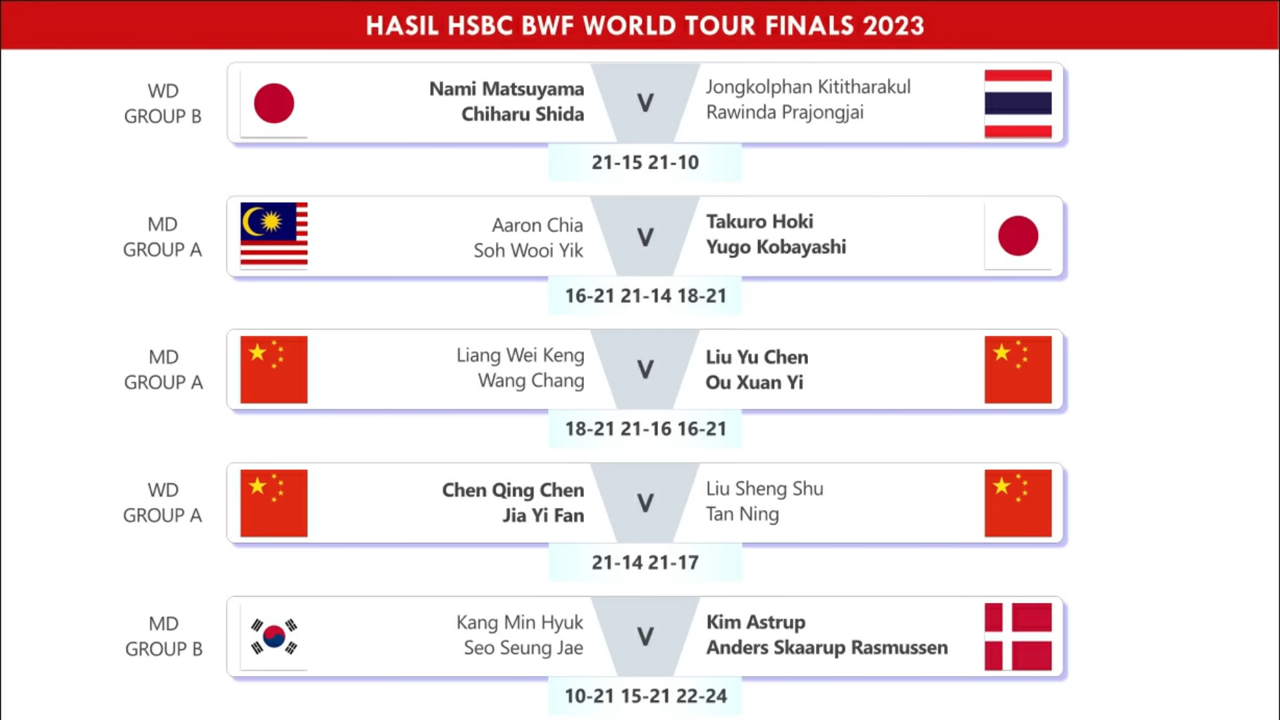 HASIL HSBC BWF WORLD TOUR FINALS 2023
WD
GROUP B
Nami Matsuyama
Chiharu Shida
V
Jongkolphan Kititharakul
Rawinda Prajongjai
21-15 21-10
MD
GROUP A
Aaron Chia
Soh Wooi Yik
V
Takuro Hoki
Yugo Kobayashi
16-21 21-14 18-21
MD
GROUP A
Liang Wei Keng
Wang Chang
V
Liu Yu Chen
Ou Xuan Yi
18-21 21-16 16-21
WD
GROUP A
Chen Qing Chen
Jia Yi Fan
V
Liu Sheng Shu
Tan Ning
21-14 21-17
MD
GROUP B
Kang Min Hyuk
Seo Seung Jae
V
Kim Astrup
Anders Skaarup Rasmussen
10-21 15-21 22-24